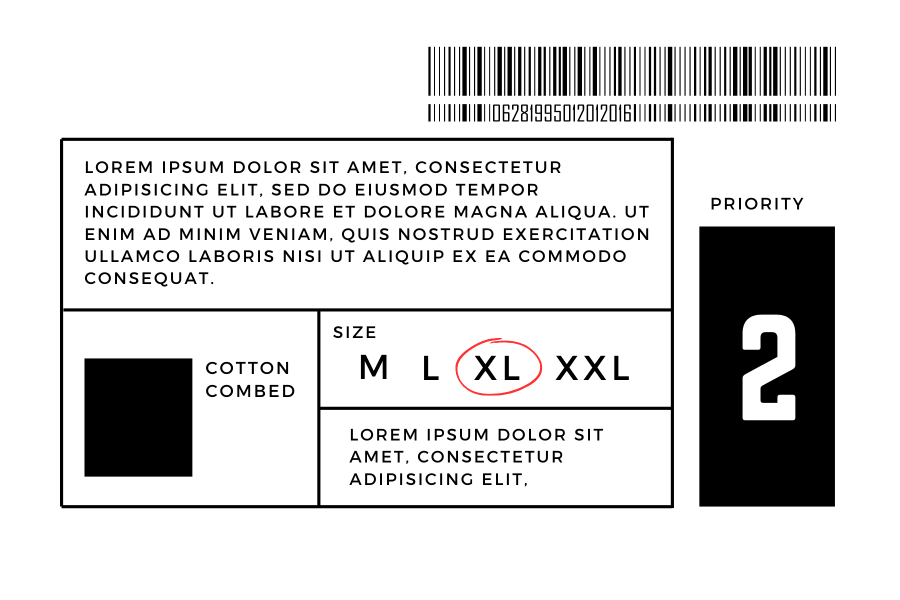 06281995012012016
LOREM IPSUM DOLOR SIT AMET, CONSECTETUR
ADIPISICING ELIT, SED DO EIUSMOD TEMPOR
INCIDIDUNT UT LABORE ET DOLORE MAGNA ALIQUA. UT
ENIM AD MINIM VENIAM, QUIS NOSTRUD EXERCITATION
ULLAMCO LABORIS NISI UT ALIQUIP EX EA COMMODO
CONSEQUAT.
PRIORITY
2
COTTON
COMBED
SIZE
M L XL XXL
LOREM IPSUM DOLOR SIT
AMET, CONSECTETUR
ADIPISICING ELIT,